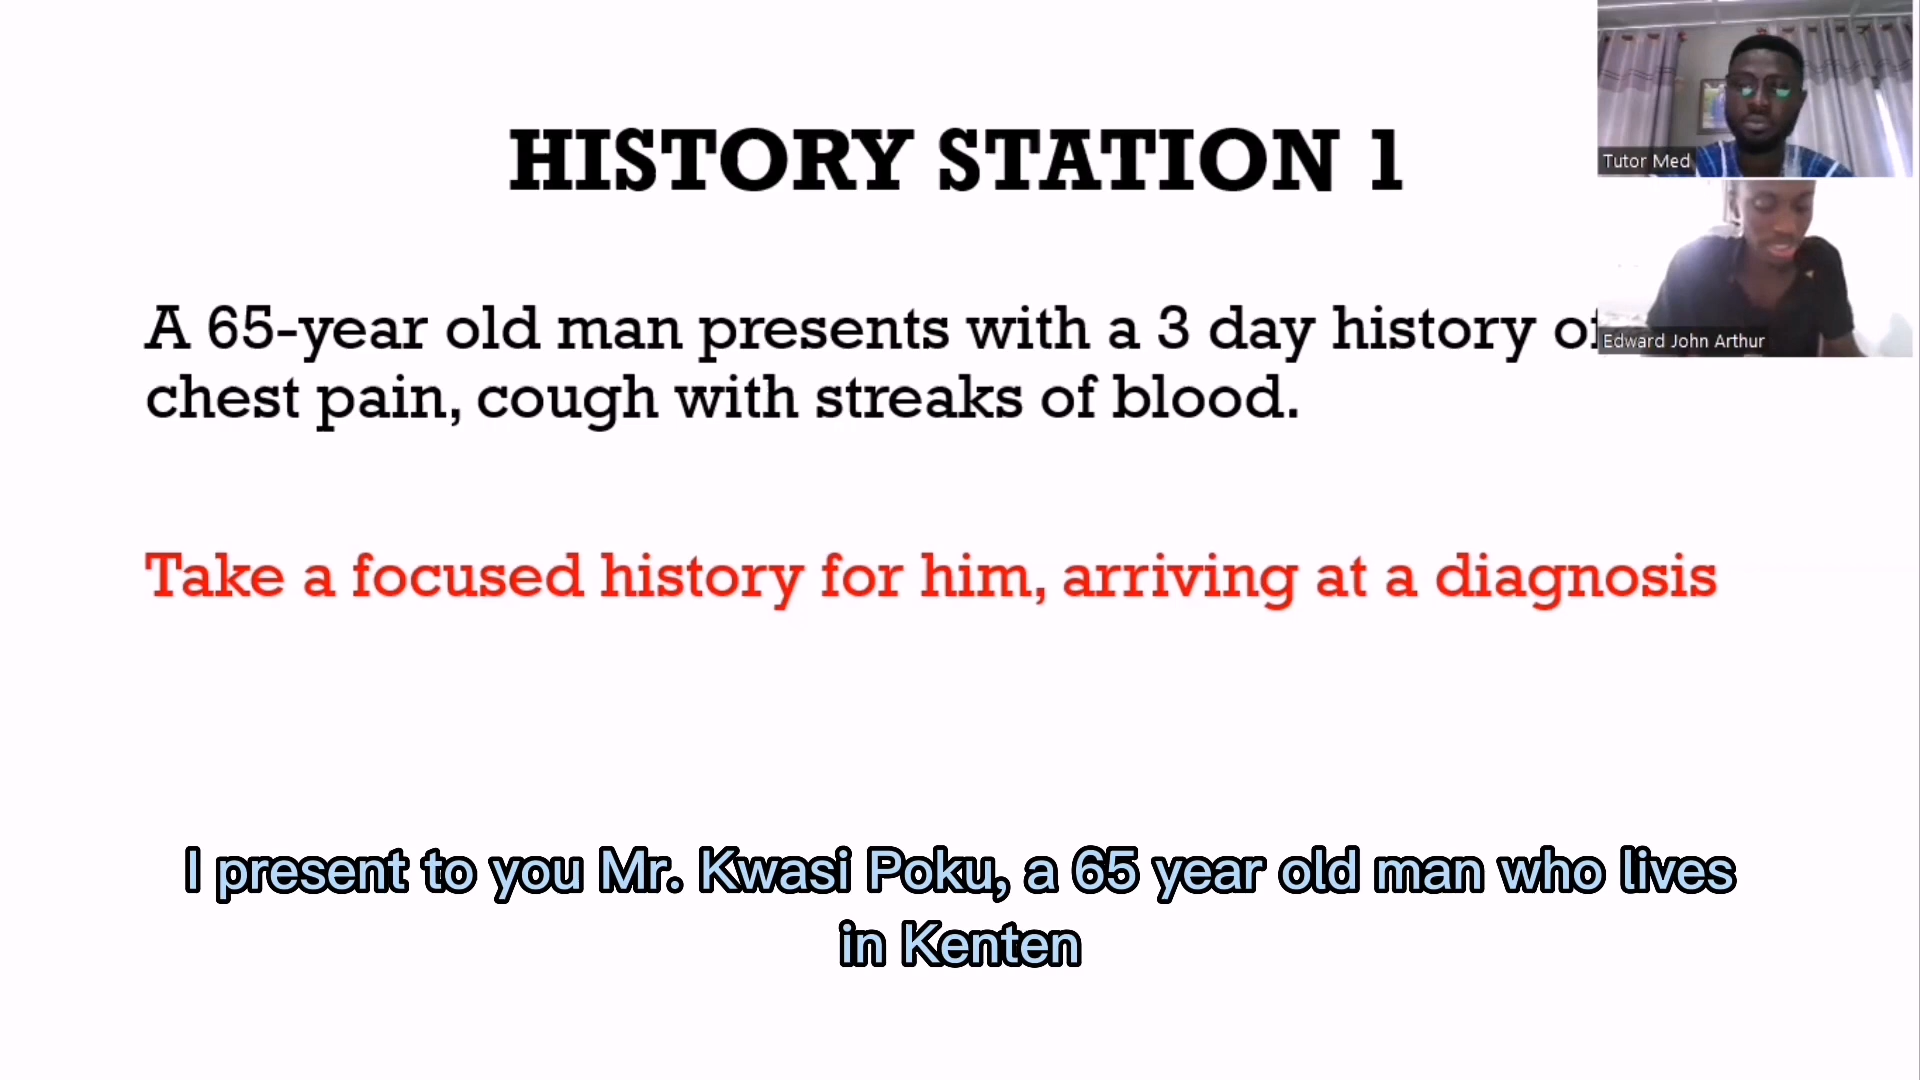 HISTORY STATION 1
Tutor Med
Edward John Arthur
A 65-year old man presents with a 3 day history of
chest pain, cough with streaks of blood.
Take a focused history for him, arriving at a diagnosis
I present to you Mr. Kwasi Poku, a 65 year old man who lives
in Kenten